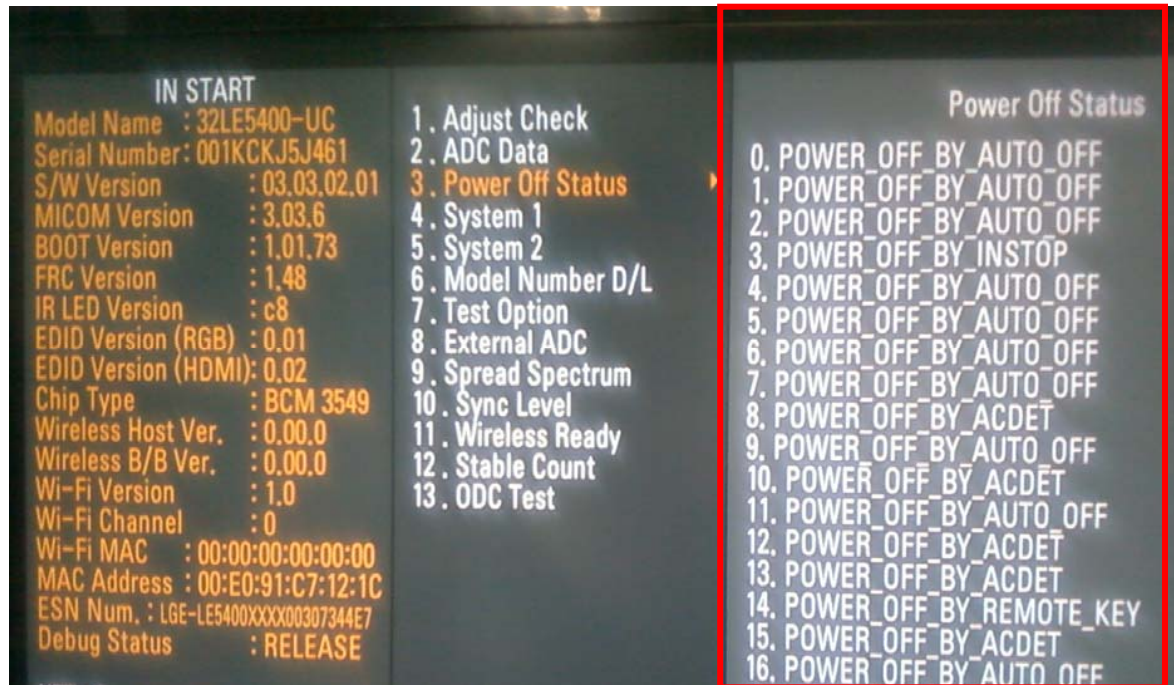 IN START
Model Name : 32LE5400-UC
Serial Number : 001KCKJ5J461
S/W Version : 03.03.02.01
MICOM Version : 3.03.6
BOOT Version : 1.01.73
FRC Version : 1.48
IR LED Version : c8
EDID Version (RGB) : 0.01
EDID Version (HDMI): 0.02
Chip Type : BCM 3549
Wireless Host Ver. : 0.00.0
Wireless B/B Ver. : 0.00.0
Wi-Fi Version : 1.0
Wi-Fi Channel : 0
Wi-Fi MAC : 00:00:00:00:00:00
MAC Address : 00:E0:91:C7:12:1C
ESN Num. : LGE-LE5400XXXX00307344E7
Debug Status : RELEASE
1. Adjust Check
2. ADC Data
3. Power Off Status
4. System 1
5. System 2
6. Model Number D/L
7. Test Option
8. External ADC
9. Spread Spectrum
10. Sync Level
11. Wireless Ready
12. Stable Count
13. ODC Test
Power Off Status
0. POWER_OFF_BY_AUTO_OFF
1. POWER_OFF_BY_AUTO_OFF
2. POWER_OFF_BY_AUTO_OFF
3. POWER_OFF_BY_INSTOP
4. POWER_OFF_BY_AUTO_OFF
5. POWER_OFF_BY_AUTO_OFF
6. POWER_OFF_BY_AUTO_OFF
7. POWER_OFF_BY_AUTO_OFF
8. POWER_OFF_BY_ACDET
9. POWER_OFF_BY_AUTO_OFF
10. POWER_OFF_BY_ACDET
11. POWER_OFF_BY_AUTO_OFF
12. POWER_OFF_BY_ACDET
13. POWER_OFF_BY_ACDET
14. POWER_OFF_BY_REMOTE_KEY
15. POWER_OFF_BY_ACDET
16. POWER_OFF_BY_AUTO_OFF